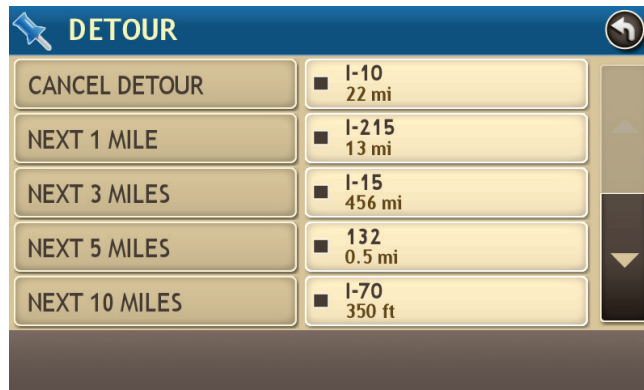 DETOUR
CANCEL DETOUR
I-10
22 mi
NEXT 1 MILE
I-215
13 mi
NEXT 3 MILES
I-15
456 mi
NEXT 5 MILES
132
0.5 mi
NEXT 10 MILES
I-70
350 ft